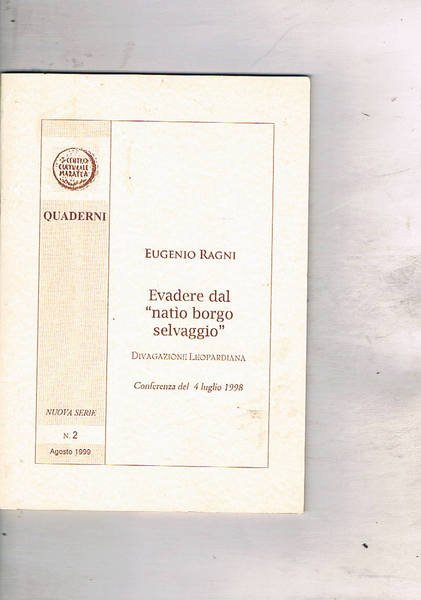 CENTRO
CULTURALE
MARATEA
QUADERNI
EUGENIO RAGNI
Evadere dal
“natìo borgo
selvaggio”
DIVAGAZIONE LEOPARDIANA
Conferenza del 4 luglio 1998
NUOVA SERIE
N. 2
Agosto 1999